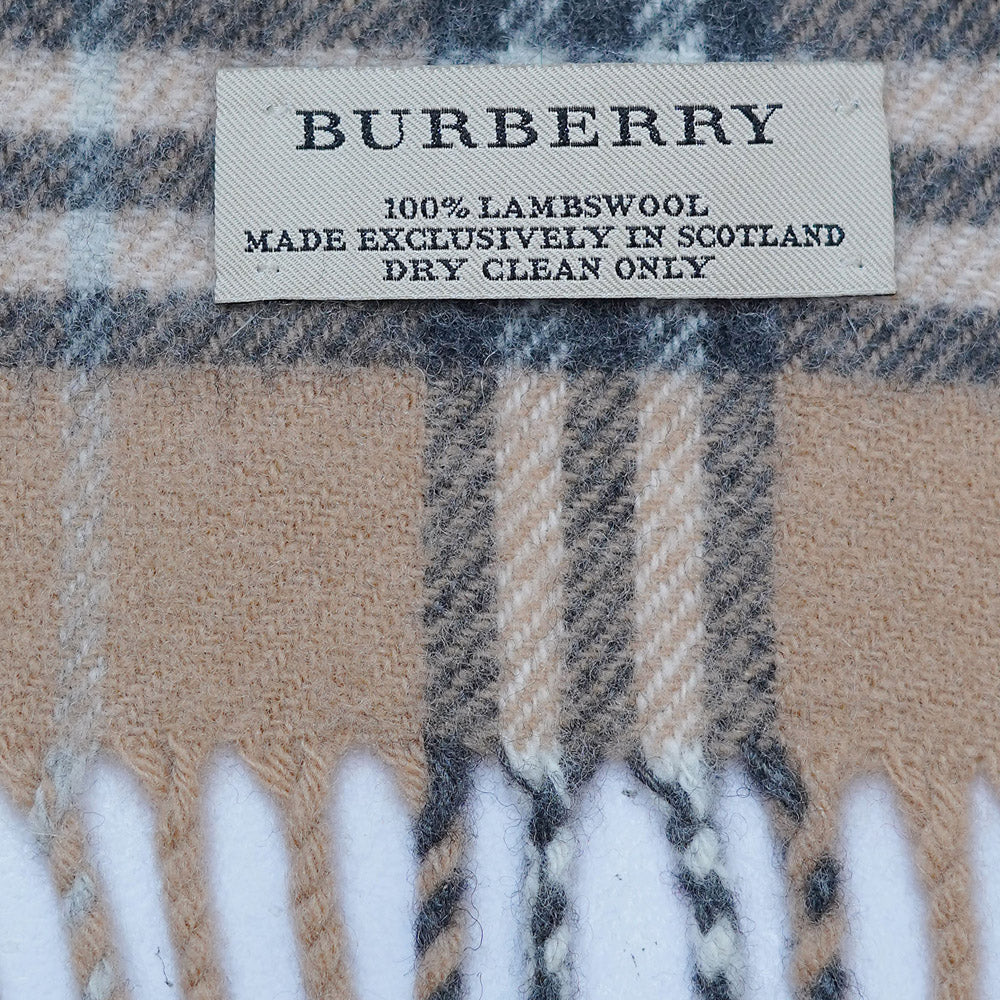 BURBERRY
100% LAMBSWOOL
MADE EXCLUSIVELY IN SCOTLAND
DRY CLEAN ONLY